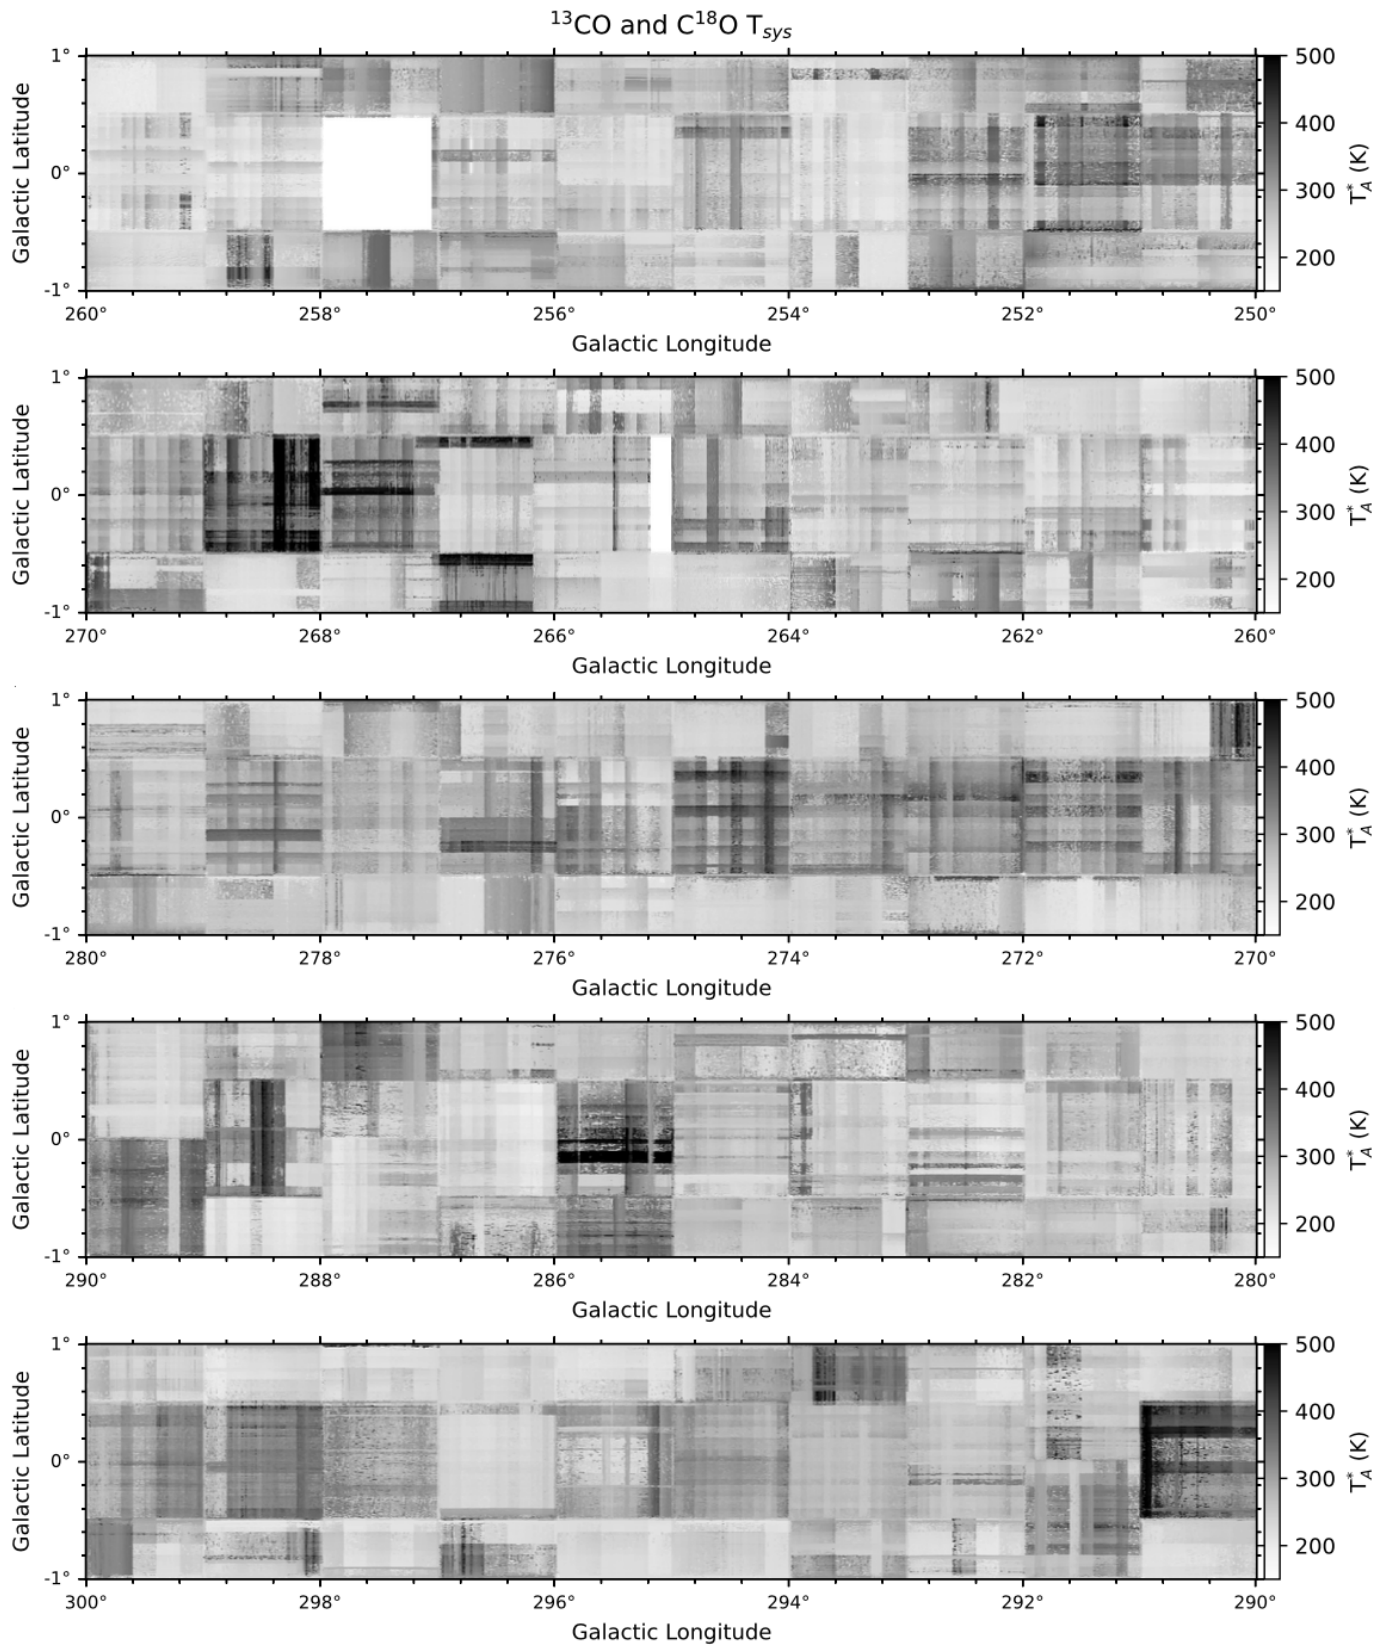 ¹³CO and C¹⁸O Tsys
1°
0°
-1°
Galactic Latitude
260° 258° 256° 254° 252° 250°
Galactic Longitude
500
400
300
200
T*A (K)
1°
0°
-1°
Galactic Latitude
270° 268° 266° 264° 262° 260°
Galactic Longitude
500
400
300
200
T*A (K)
1°
0°
-1°
Galactic Latitude
280° 278° 276° 274° 272° 270°
Galactic Longitude
500
400
300
200
T*A (K)
1°
0°
-1°
Galactic Latitude
290° 288° 286° 284° 282° 280°
Galactic Longitude
500
400
300
200
T*A (K)
1°
0°
-1°
Galactic Latitude
300° 298° 296° 294° 292° 290°
Galactic Longitude
500
400
300
200
T*A (K)